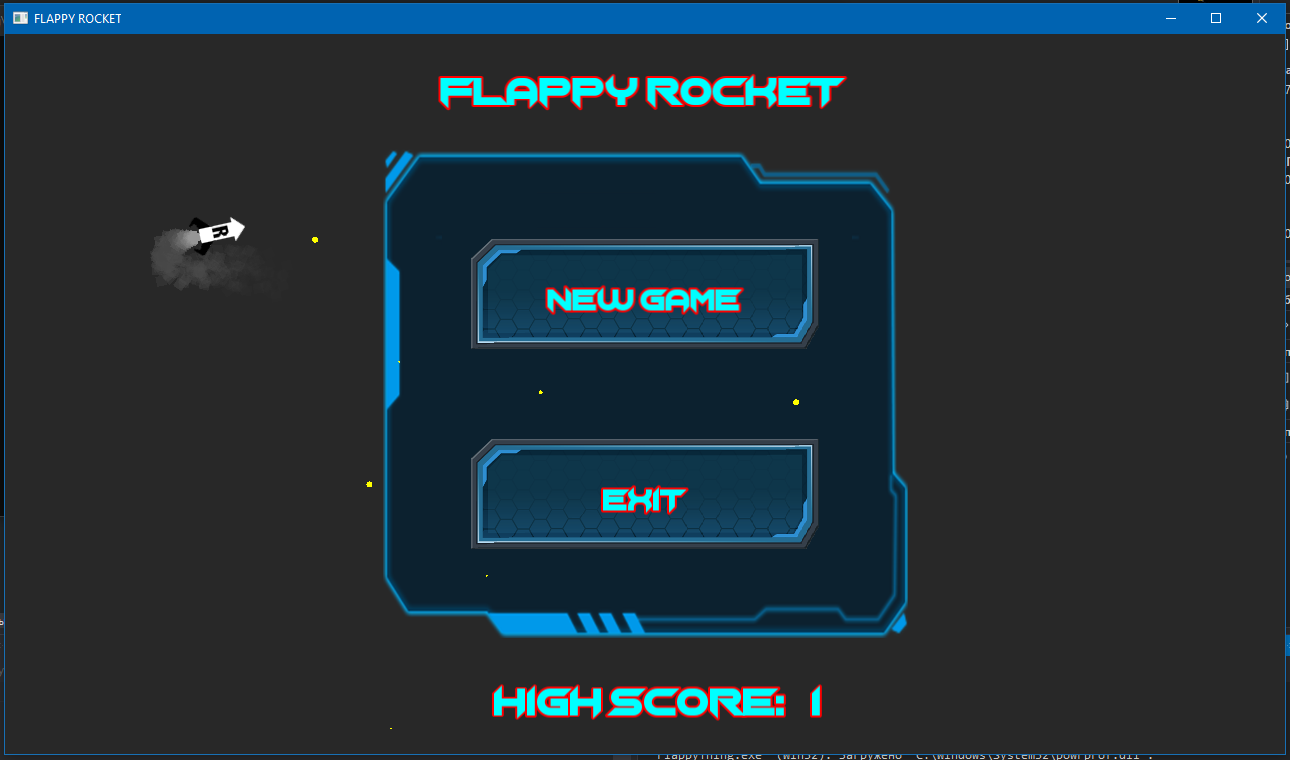 FLAPPY ROCKET
FLAPPY ROCKET
R
NEW GAME
EXIT
HIGH SCORE: 1